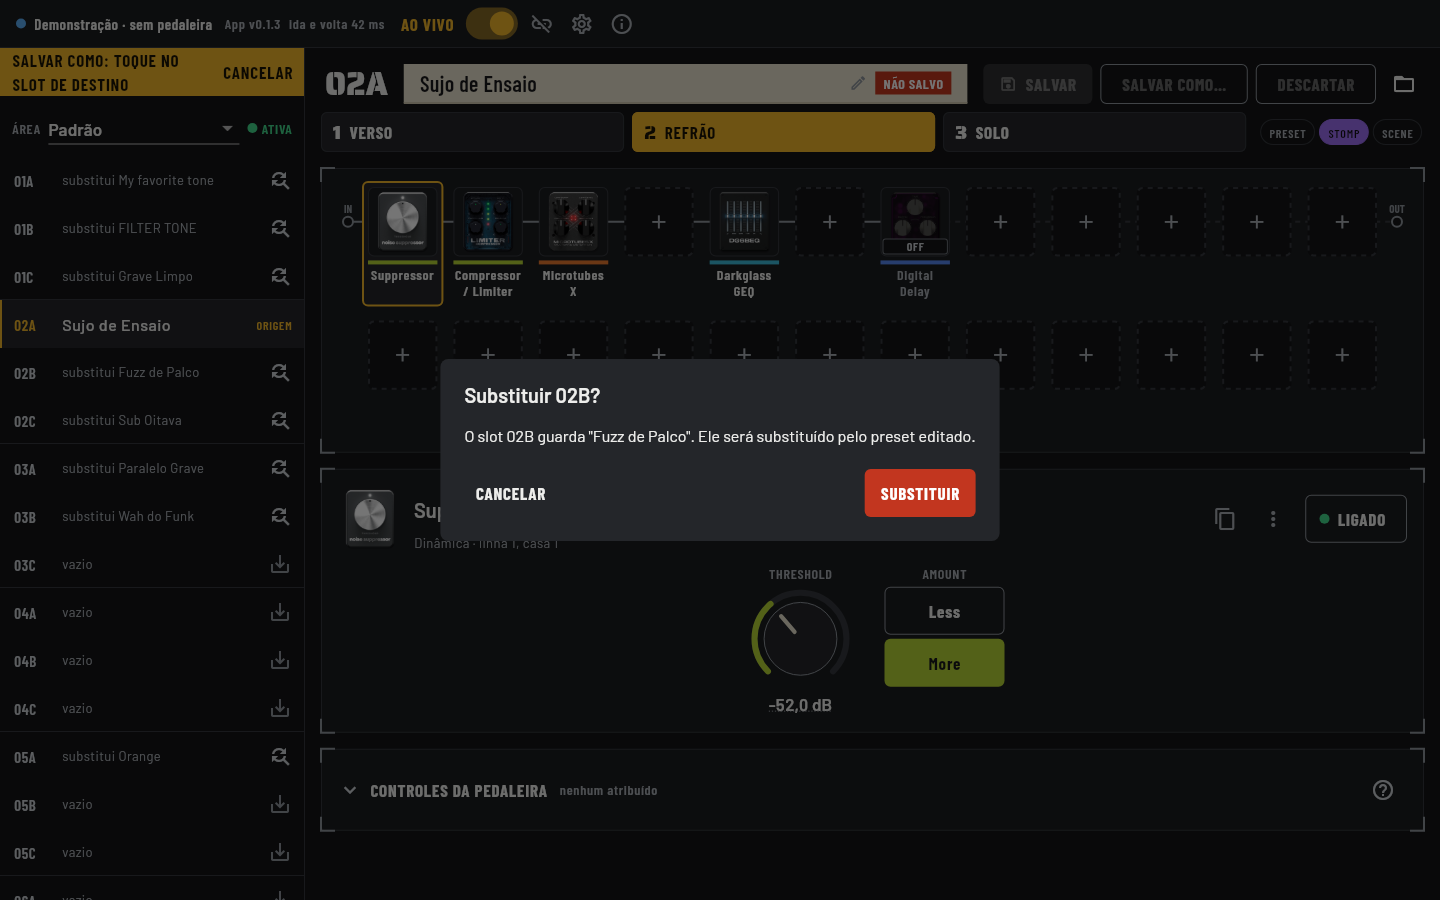 Demonstração · sem pedaleira App v0.1.3 Ida e volta 42 ms AO VIVO
SALVAR COMO: TOQUE NO
SLOT DE DESTINO
CANCELAR
ÁREA Padrão ATIVA
01A substitui My favorite tone
01B substitui FILTER TONE
01C substitui Grave Limpo
02A Sujo de Ensaio ORIGEM
02B substitui Fuzz de Palco
02C substitui Sub Oitava
03A substitui Paralelo Grave
03B substitui Wah do Funk
03C vazio
04A vazio
04B vazio
04C vazio
05A substitui Orange
05B vazio
05C vazio
02A Sujo de Ensaio NÃO SALVO SALVAR SALVAR COMO... DESCARTAR
1 VERSO 2 REFRÃO 3 SOLO PRESET STOMP SCENE
IN
OUT
OFF
Suppressor
Compressor
/ Limiter
Microtubes
X
Darkglass
GEQ
Digital
Delay
Substituir 02B?
O slot 02B guarda "Fuzz de Palco". Ele será substituído pelo preset editado.
CANCELAR SUBSTITUIR
LIGADO
Dinâmica · linha 1, casa 1
THRESHOLD
-52,0 dB
AMOUNT
Less
More
CONTROLES DA PEDALEIRA nenhum atribuído